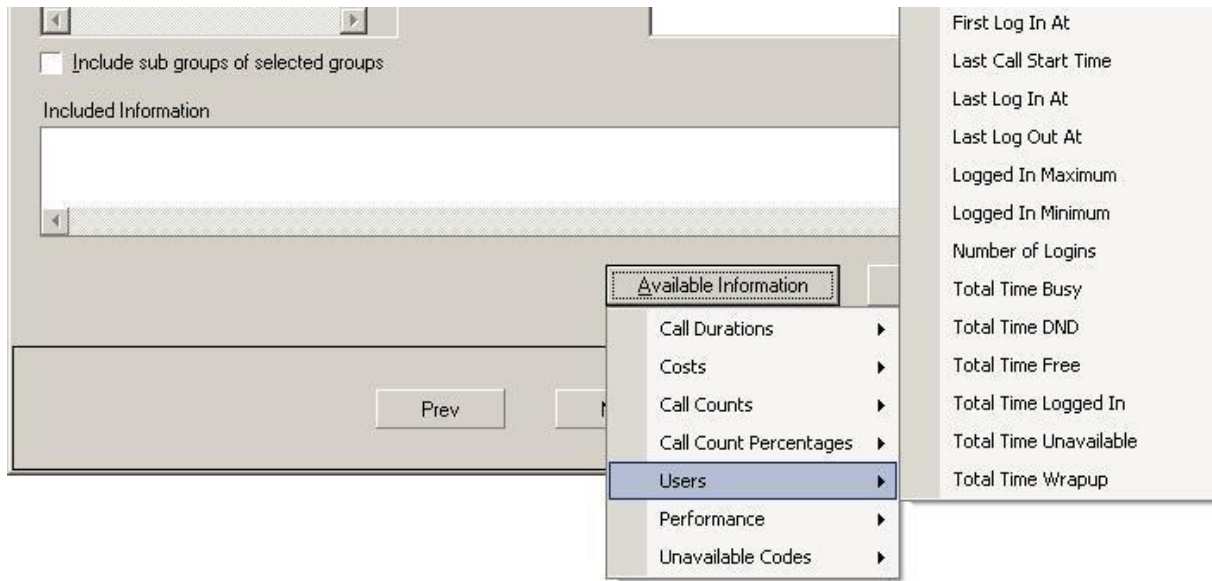 Include sub groups of selected groups
Included Information
Available Information
Prev
Call Durations
Costs
Call Counts
Call Count Percentages
Users
Performance
Unavailable Codes
First Log In At
Last Call Start Time
Last Log In At
Last Log Out At
Logged In Maximum
Logged In Minimum
Number of Logins
Total Time Busy
Total Time DND
Total Time Free
Total Time Logged In
Total Time Unavailable
Total Time Wrapup